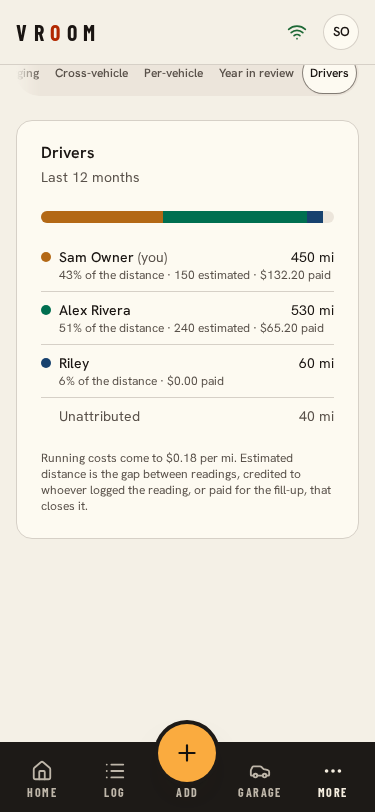 VROOM
SO
ging Cross-vehicle Per-vehicle Year in review Drivers
Drivers
Last 12 months
Sam Owner (you) 450 mi
43% of the distance · 150 estimated · $132.20 paid
Alex Rivera 530 mi
51% of the distance · 240 estimated · $65.20 paid
Riley 60 mi
6% of the distance · $0.00 paid
Unattributed 40 mi
Running costs come to $0.18 per mi. Estimated
distance is the gap between readings, credited to
whoever logged the reading, or paid for the fill-up, that
closes it.
HOME LOG ADD GARAGE MORE